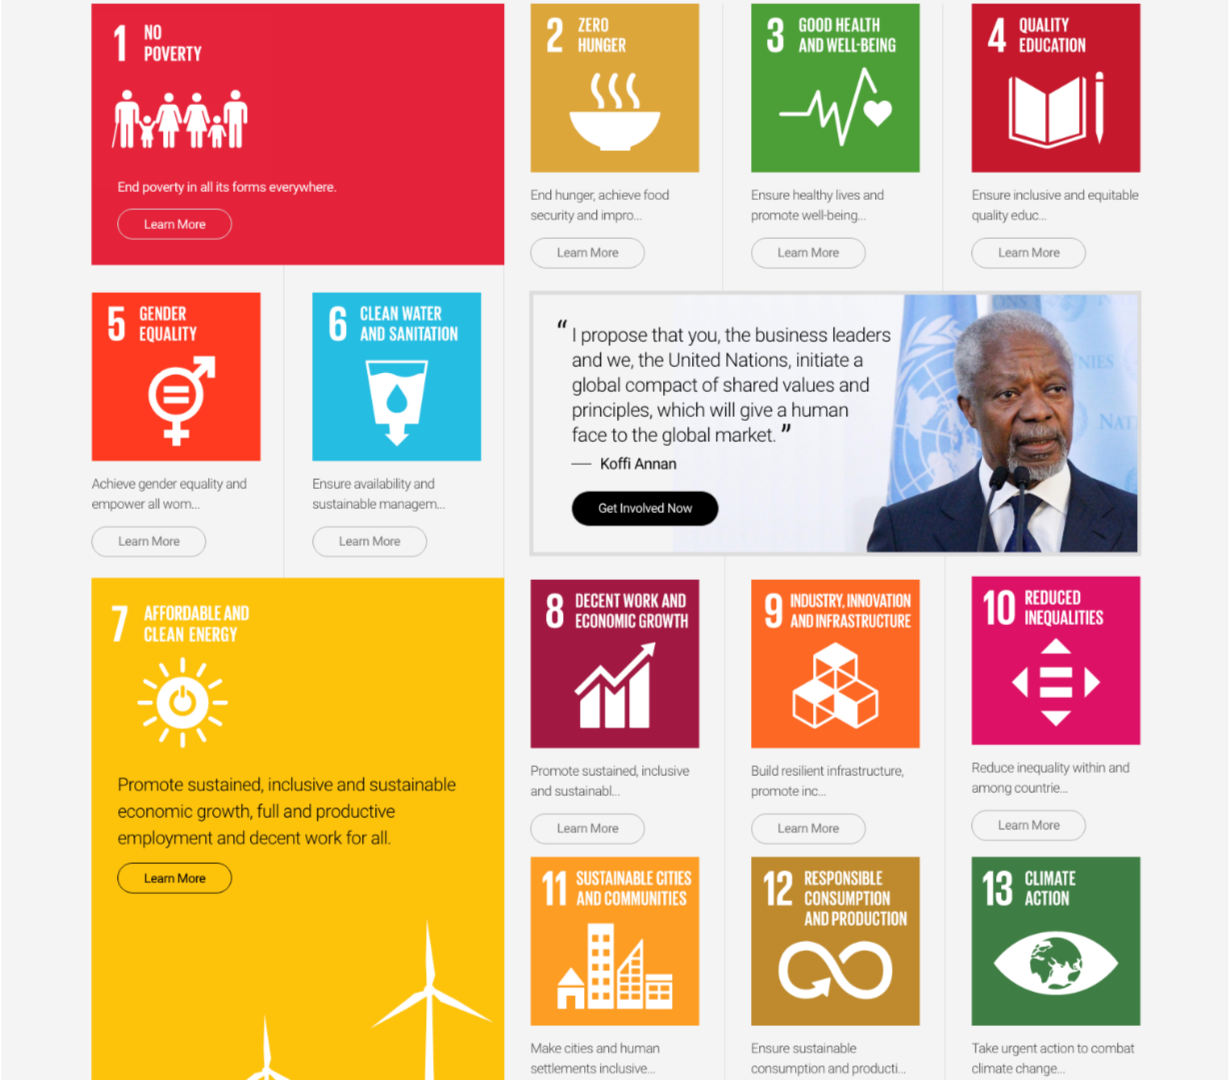 1 NO
POVERTY
End poverty in all its forms everywhere.
Learn More
2 ZERO
HUNGER
End hunger, achieve food
security and impro...
Learn More
3 GOOD HEALTH
AND WELL-BEING
Ensure healthy lives and
promote well-being...
Learn More
4 QUALITY
EDUCATION
Ensure inclusive and equitable
quality educ...
Learn More
5 GENDER
EQUALITY
Achieve gender equality and
empower all wom...
Learn More
6 CLEAN WATER
AND SANITATION
Ensure availability and
sustainable managem...
Learn More
“ I propose that you, the business leaders
and we, the United Nations, initiate a
global compact of shared values and
principles, which will give a human
face to the global market. ”
— Koffi Annan
Get Involved Now
ONS
NIES
NAT
7 AFFORDABLE AND
CLEAN ENERGY
Promote sustained, inclusive and sustainable
economic growth, full and productive
employment and decent work for all.
Learn More
8 DECENT WORK AND
ECONOMIC GROWTH
Promote sustained, inclusive
and sustainabl...
Learn More
9 INDUSTRY, INNOVATION
AND INFRASTRUCTURE
Build resilient infrastructure,
promote inc...
Learn More
10 REDUCED
INEQUALITIES
Reduce inequality within and
among countrie...
Learn More
11 SUSTAINABLE CITIES
AND COMMUNITIES
Make cities and human
settlements inclusive...
12 RESPONSIBLE
CONSUMPTION
AND PRODUCTION
Ensure sustainable
consumption and producti...
13 CLIMATE
ACTION
Take urgent action to combat
climate change...